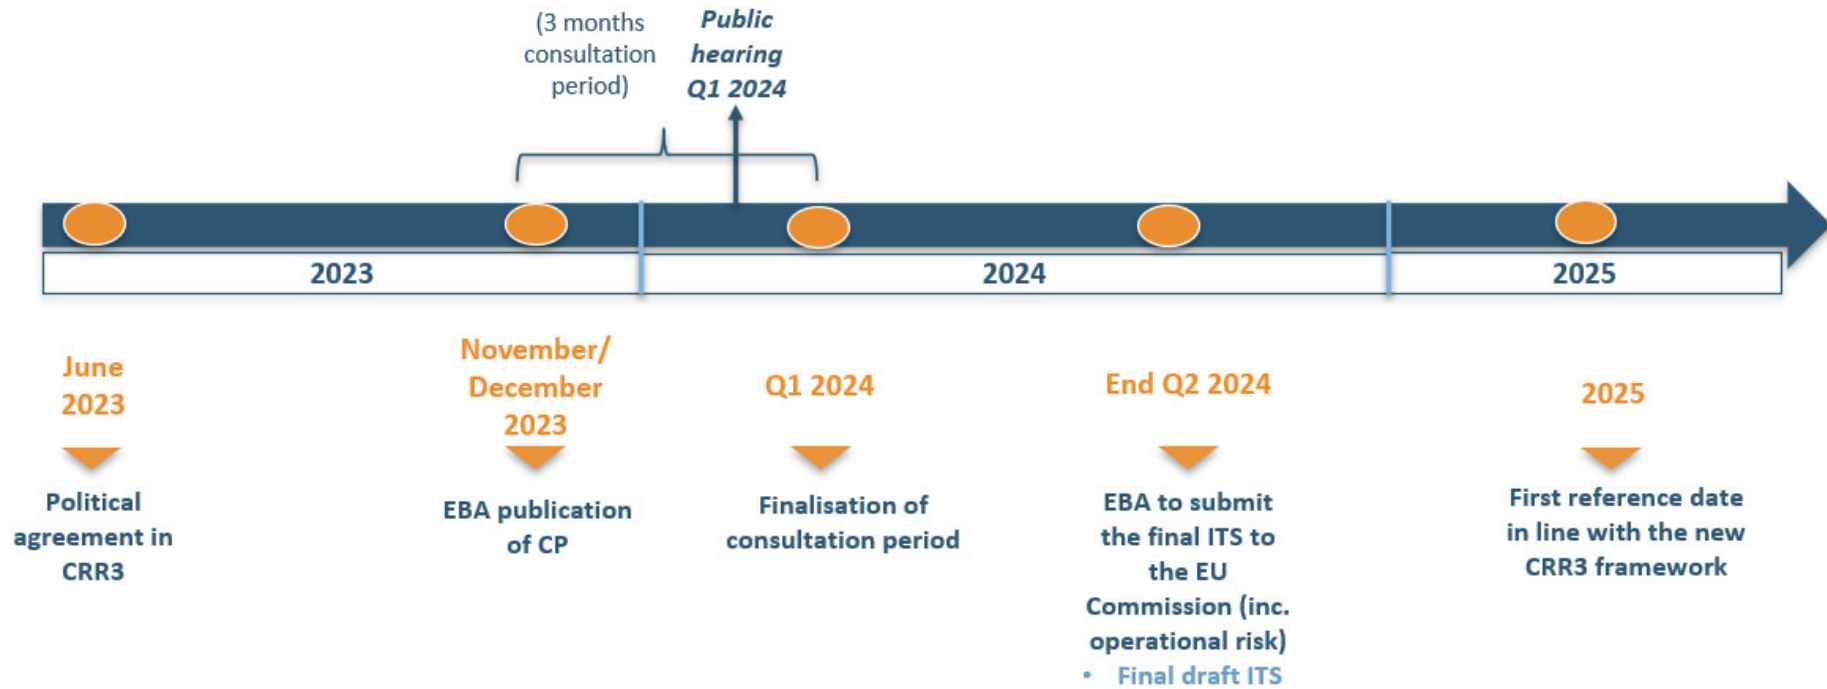 (3 months
consultation
period)
Public
hearing
Q1 2024
2023
2024
2025
June
2023
Political
agreement in
CRR3
November/
December
2023
EBA publication
of CP
Q1 2024
Finalisation of
consultation period
End Q2 2024
EBA to submit
the final ITS to
the EU
Commission (inc.
operational risk)
• Final draft ITS
2025
First reference date
in line with the new
CRR3 framework